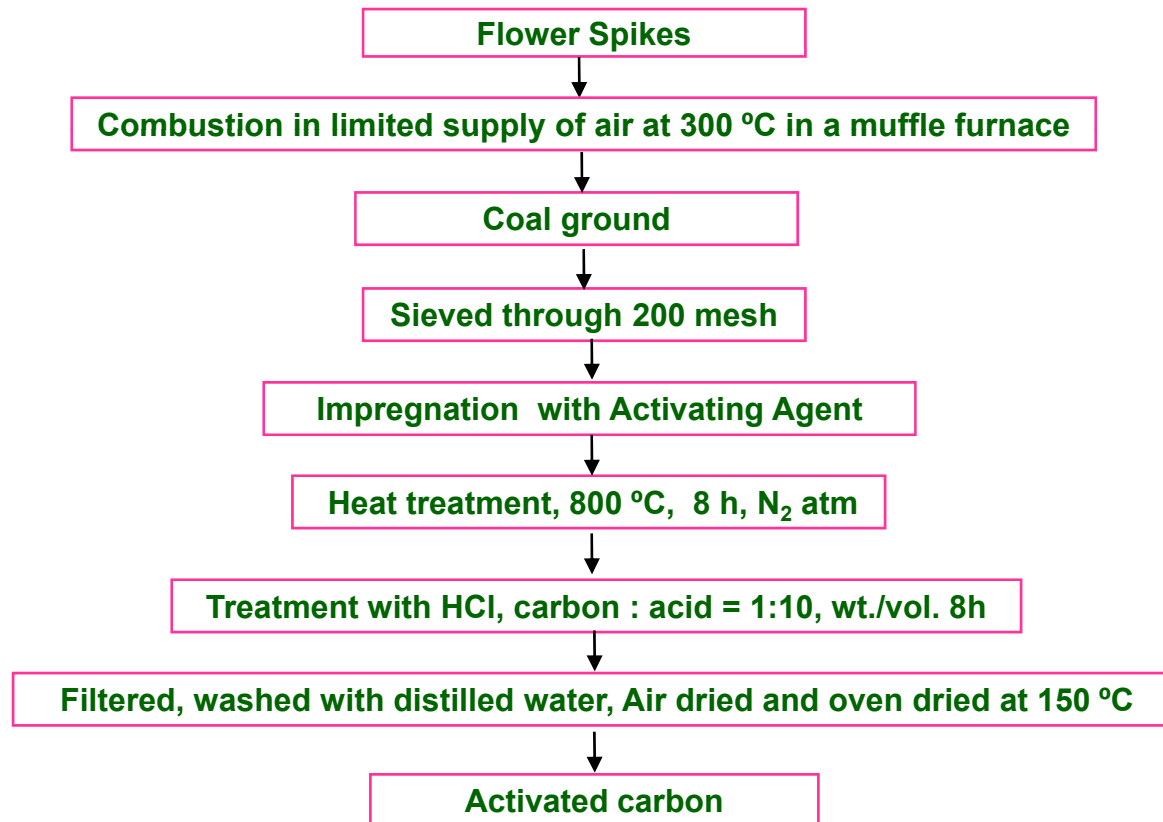 Flower Spikes
Combustion in limited supply of air at 300 ºC in a muffle furnace
Coal ground
Sieved through 200 mesh
Impregnation with Activating Agent
Heat treatment, 800 ºC, 8 h, N₂ atm
Treatment with HCl, carbon : acid = 1:10, wt./vol. 8h
Filtered, washed with distilled water, Air dried and oven dried at 150 ºC
Activated carbon